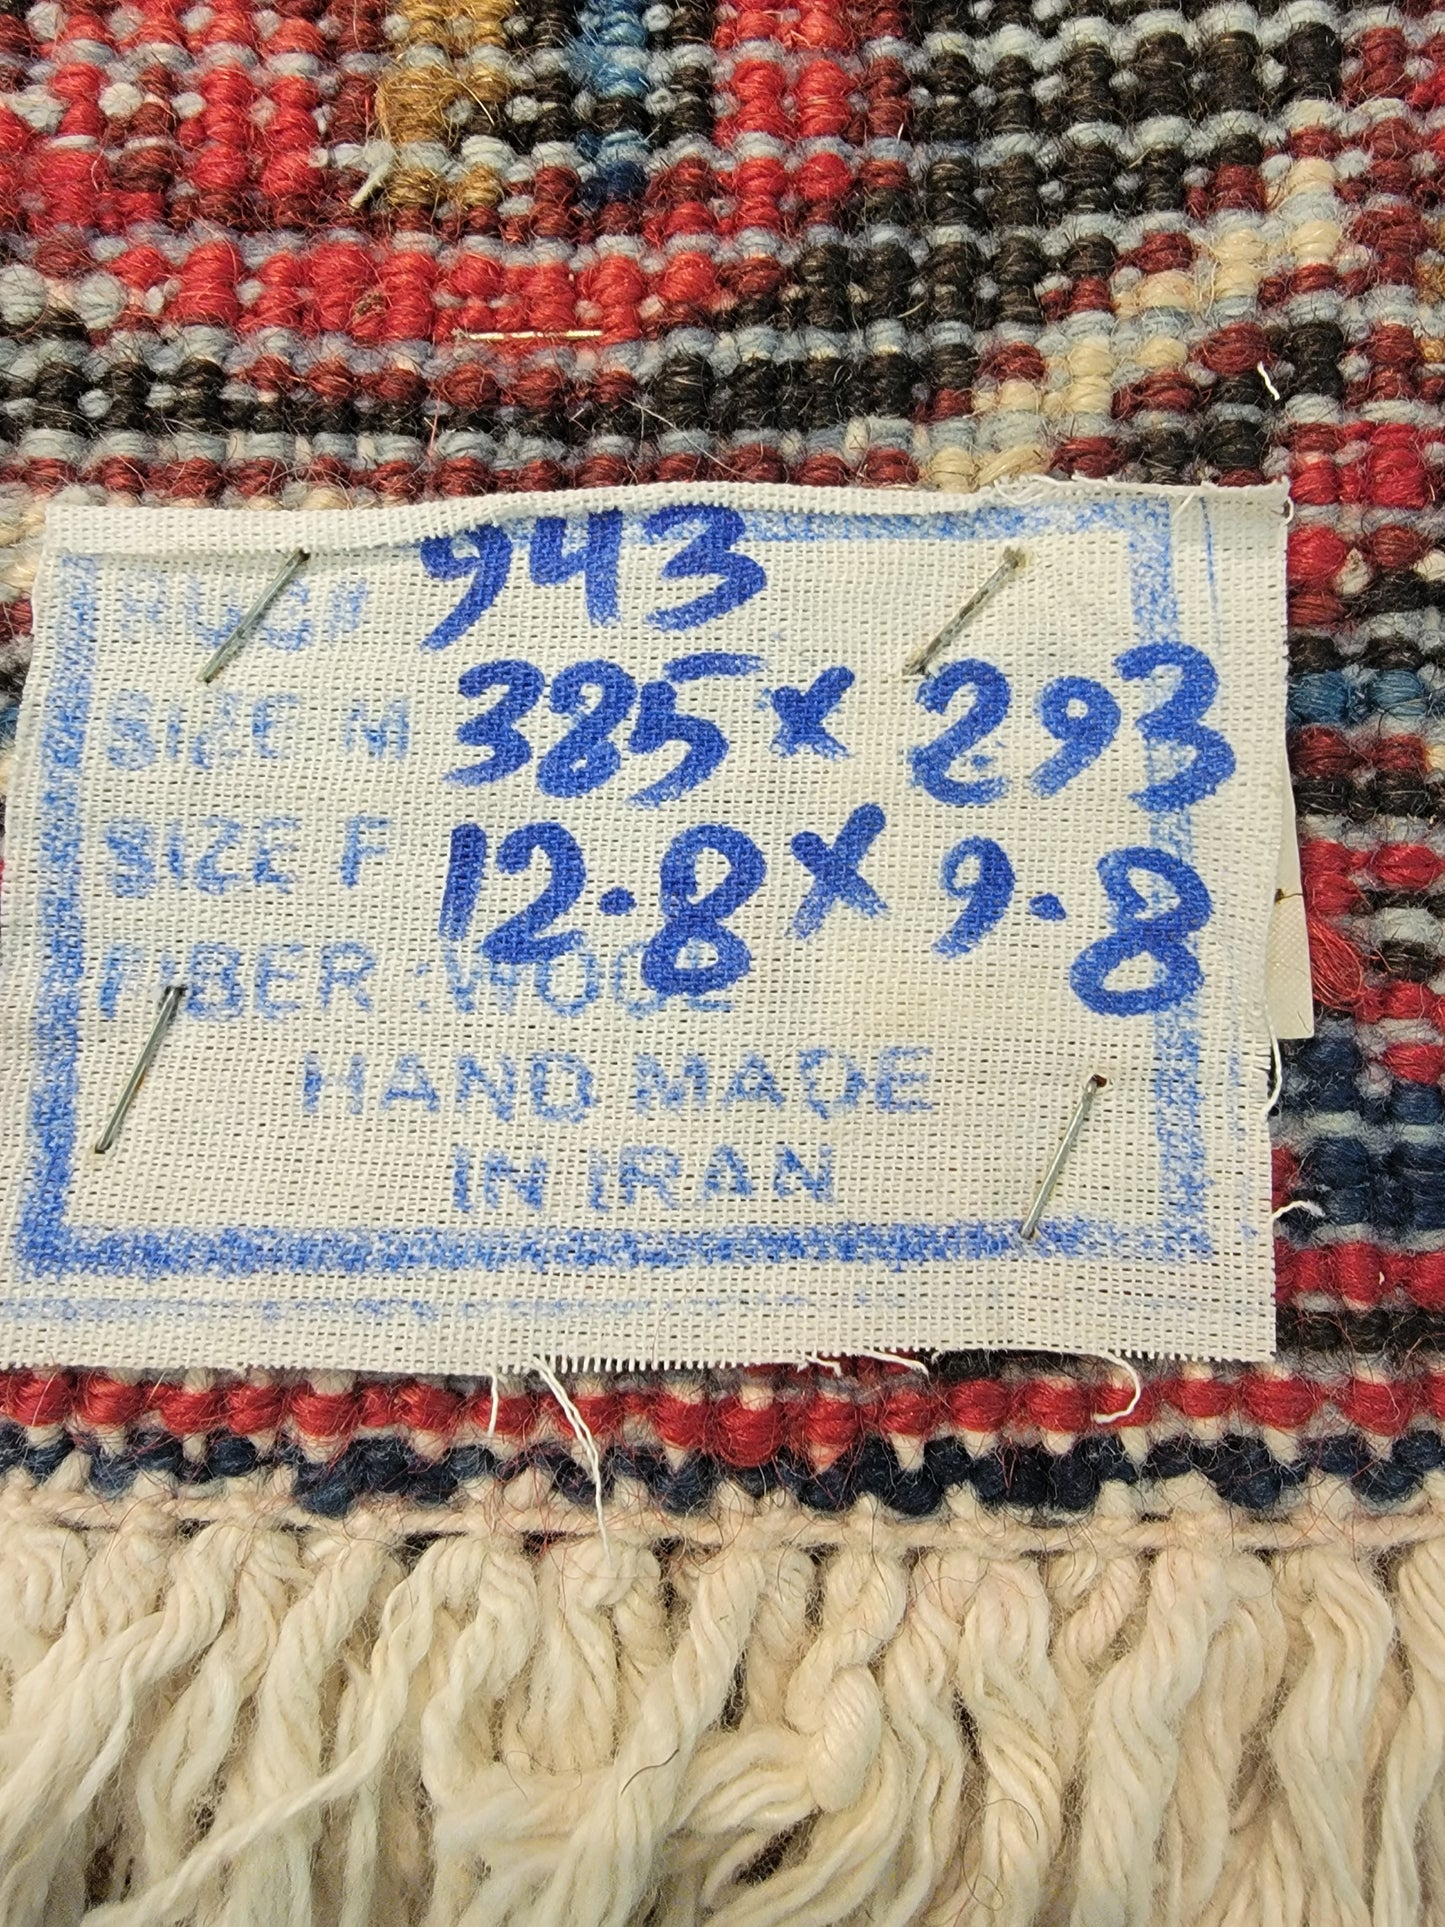 RUG# 943
SIZE M 385 x 293
SIZE F 12.8 x 9.8
FIBER : WOOL
HAND MADE
IN IRAN